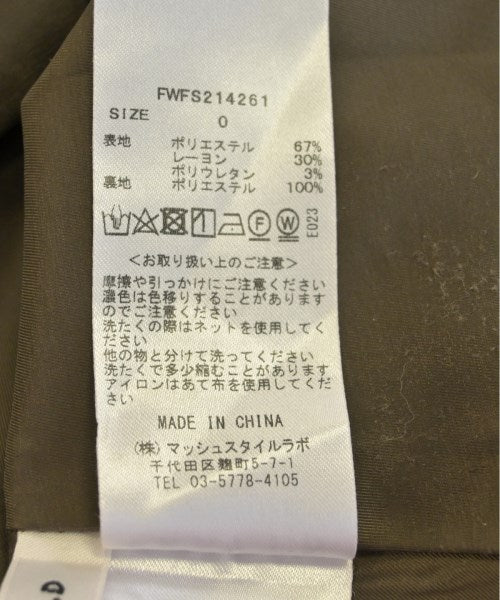 FWFS214261
SIZE 0
表地 ポリエステル 67%
レーヨン 30%
ポリウレタン 3%
裏地 ポリエステル 100%
F W E023
<お取り扱い上のご注意>
摩擦や引っかけにご注意ください
濃色は色移りすることがあります
のでご注意ください
洗たくの際はネットを使用してく
ださい
他の物と分けて洗ってください
洗たくで多少縮むことがあります
アイロンはあて布を使用してくだ
さい
MADE IN CHINA
(株)マッシュスタイルラボ
千代田区麹町5-7-1
TEL 03-5778-4105